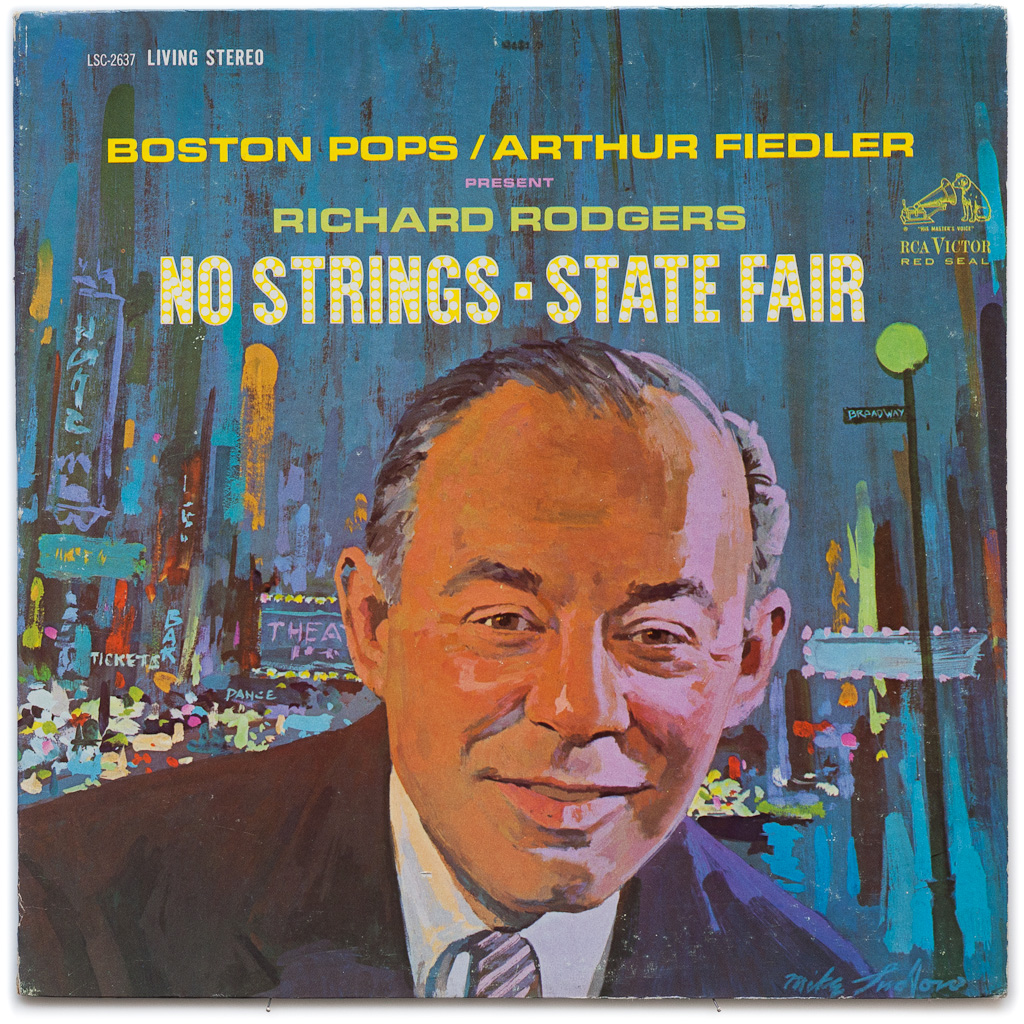 LSC-2637 LIVING STEREO
BOSTON POPS / ARTHUR FIEDLER
PRESENT
RICHARD RODGERS
NO STRINGS · STATE FAIR
"HIS MASTER'S VOICE"
RCA VICTOR
RED SEAL
BROADWAY
BAR
THEA
TICKETS
DANCE
Mike